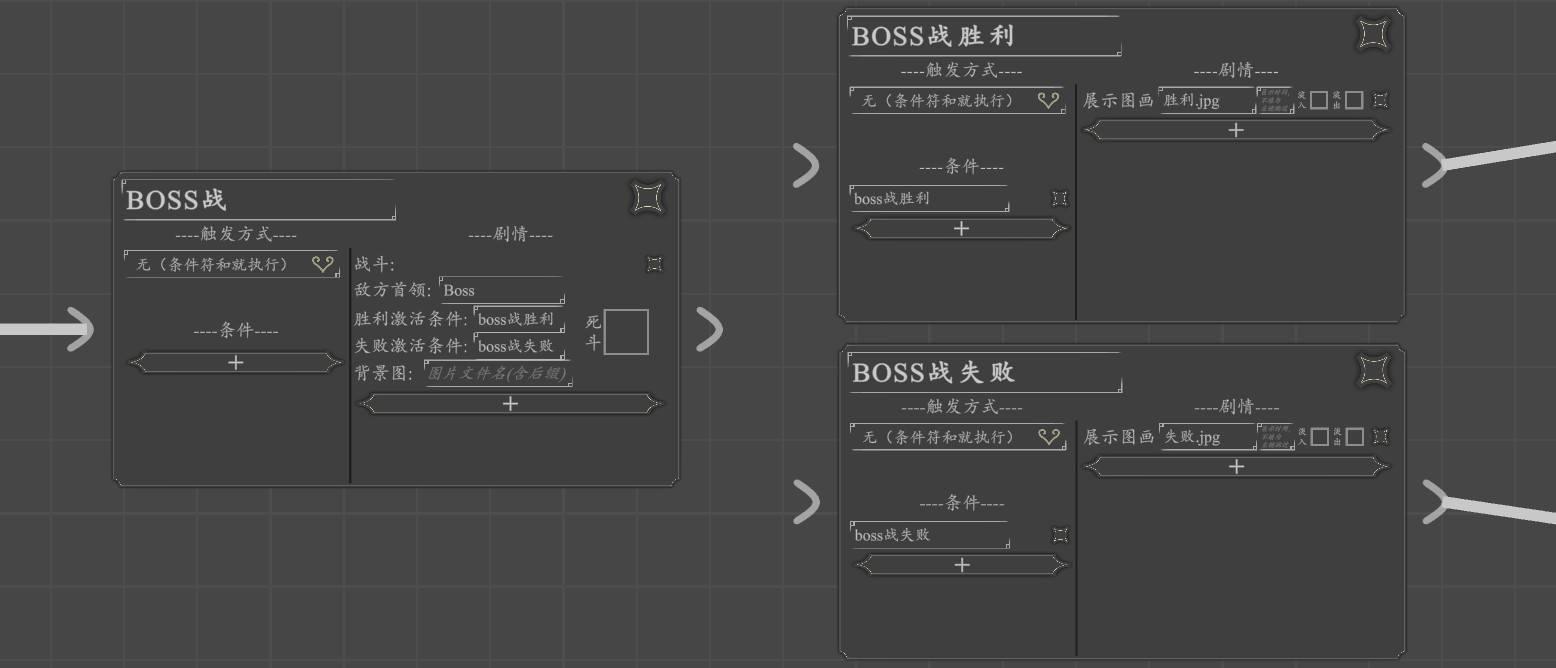 BOSS战
----触发方式----
无（条件符和就执行）
----条件----
+
----剧情----
战斗:
敌方首领: Boss
胜利激活条件: boss战胜利
失败激活条件: boss战失败
死斗
背景图: 图片文件名(含后缀)
+
BOSS战胜利
----触发方式----
无（条件符和就执行）
----条件----
boss战胜利
+
----剧情----
展示图画 胜利.jpg 淡入 淡出
+
BOSS战失败
----触发方式----
无（条件符和就执行）
----条件----
boss战失败
+
----剧情----
展示图画 失败.jpg 淡入 淡出
+